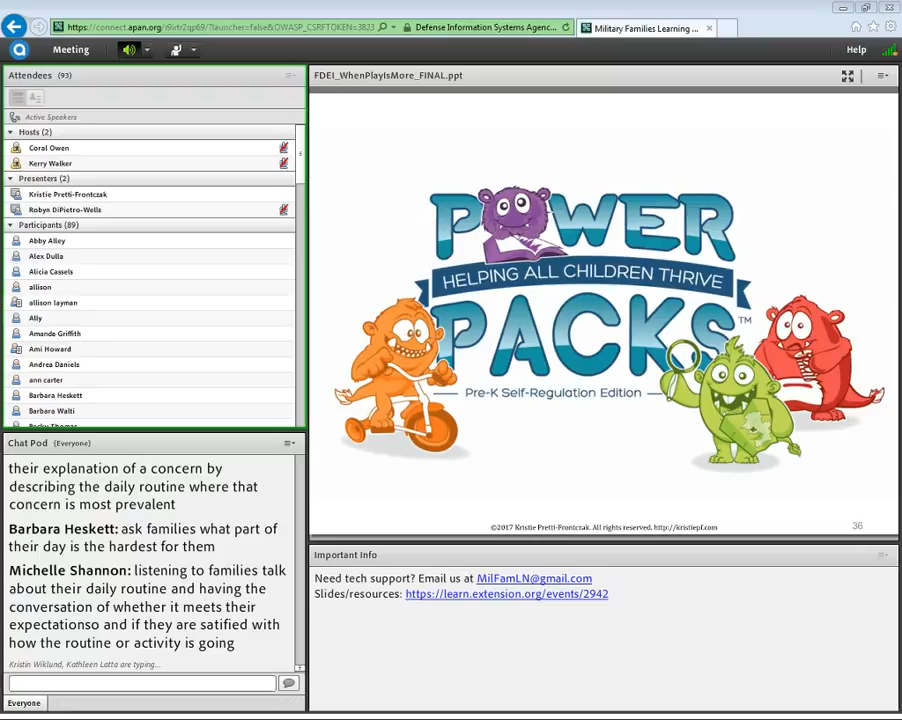 https://connect.apan.org/r9irtr2qp69/?launcher=false&OWASP_CSRFTOKEN=3823
Defense Information Systems Agenc...
Military Families Learning ...
Meeting
Help
Attendees (93)
Active Speakers
Hosts (2)
Coral Owen
Kerry Walker
Presenters (2)
Kristie Pretti-Frontczak
Robyn DiPietro-Wells
Participants (89)
Abby Alley
Alex Dulla
Alicia Cassels
allison
allison layman
Ally
Amanda Griffith
Ami Howard
Andrea Daniels
ann carter
Barbara Heskett
Barbara Walti
Becky Thomas
Chat Pod (Everyone)
their explanation of a concern by
describing the daily routine where that
concern is most prevalent
Barbara Heskett: ask families what part of
their day is the hardest for them
Michelle Shannon: listening to families talk
about their daily routine and having the
conversation of whether it meets their
expectationso and if they are satified with
how the routine or activity is going
Kristin Wiklund, Kathleen Latta are typing...
Everyone
FDEI_WhenPlayIsMore_FINAL.ppt
POWER
HELPING ALL CHILDREN THRIVE
PACKS™
Pre-K Self-Regulation Edition
©2017 Kristie Pretti-Frontczak. All rights reserved. http://kristiepf.com
36
Important Info
Need tech support? Email us at MilFamLN@gmail.com
Slides/resources: https://learn.extension.org/events/2942